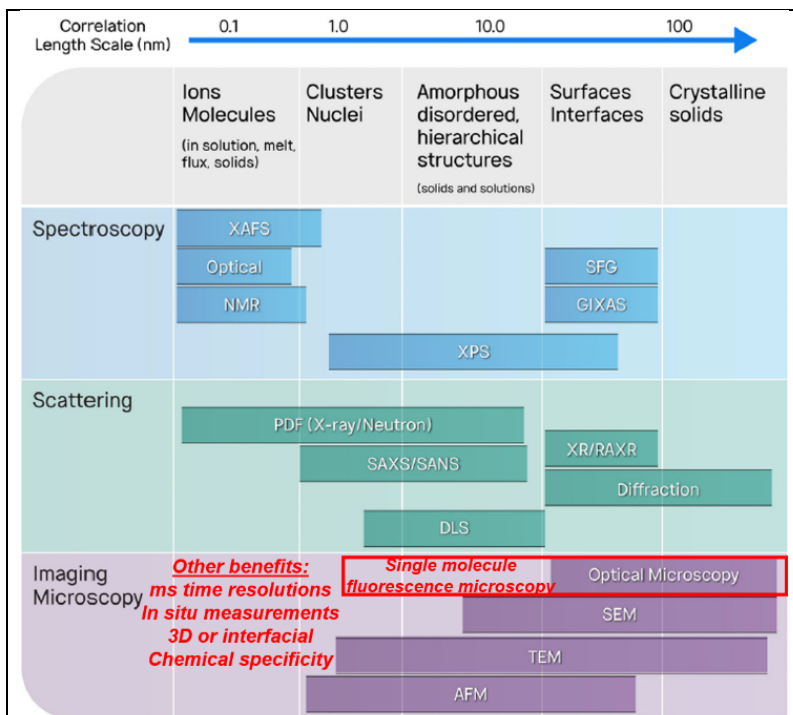 Correlation
Length Scale (nm)
0.1
1.0
10.0
100
Ions
Molecules
(in solution, melt,
flux, solids)
Clusters
Nuclei
Amorphous
disordered,
hierarchical
structures
(solids and solutions)
Surfaces
Interfaces
Crystalline
solids
Spectroscopy
XAFS
Optical
NMR
SFG
GIXAS
XPS
Scattering
PDF (X-ray/Neutron)
SAXS/SANS
XR/RAXR
Diffraction
DLS
Imaging
Microscopy
Other benefits:
ms time resolutions
In situ measurements
3D or interfacial
Chemical specificity
Single molecule
fluorescence microscopy
Optical Microscopy
SEM
TEM
AFM